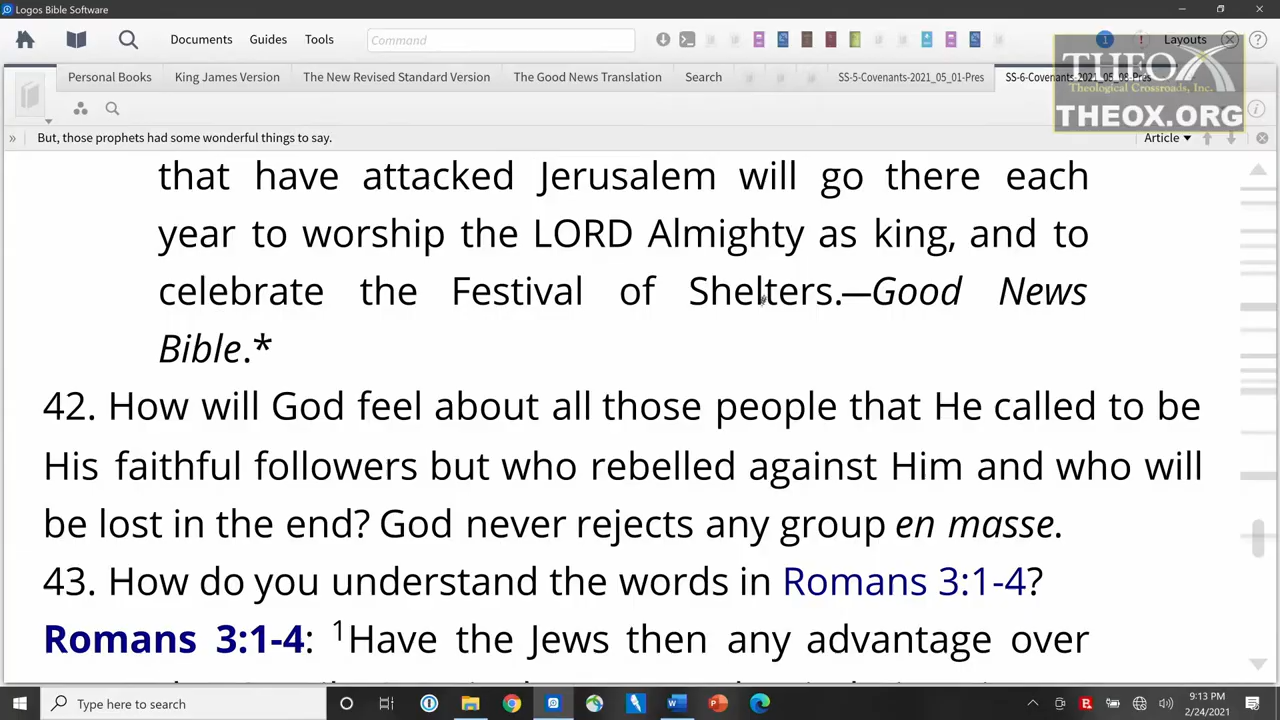 Logos Bible Software
Documents Guides Tools Command Layouts
THEOX
Theological Crossroads, Inc.
THEOX.ORG
Personal Books King James Version The New Revised Standard Version The Good News Translation Search SS-5-Covenants-2021_05_01-Pres
But, those prophets had some wonderful things to say. Article
that have attacked Jerusalem will go there each
year to worship the LORD Almighty as king, and to
celebrate the Festival of Shelters.—Good News
Bible.*
42. How will God feel about all those people that He called to be
His faithful followers but who rebelled against Him and who will
be lost in the end? God never rejects any group en masse.
43. How do you understand the words in Romans 3:1-4?
Romans 3:1-4: 1Have the Jews then any advantage over
Type here to search
9:13 PM
2/24/2021